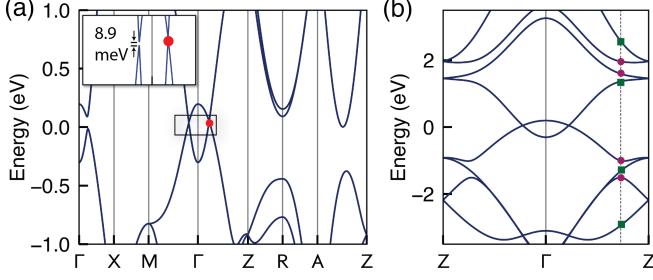 (a)
1.0
0.5
0.0
−0.5
−1.0
Energy (eV)
8.9
meV
Γ X M Γ Z R A Z
(b)
2
0
−2
Energy (eV)
Z Γ Z